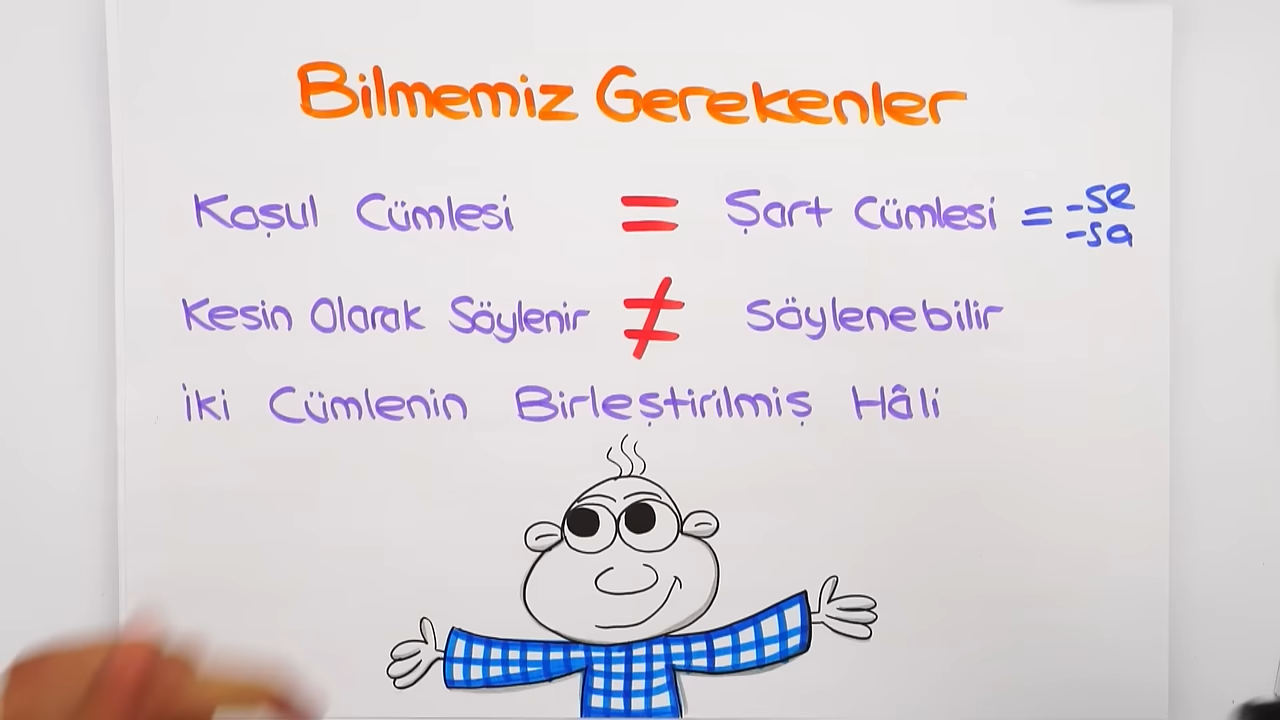 Bilmemiz Gerekenler
Koşul Cümlesi = Şart Cümlesi = -se -sa
Kesin Olarak Söylenir ≠ Söylenebilir
İki Cümlenin Birleştirilmiş Hâli